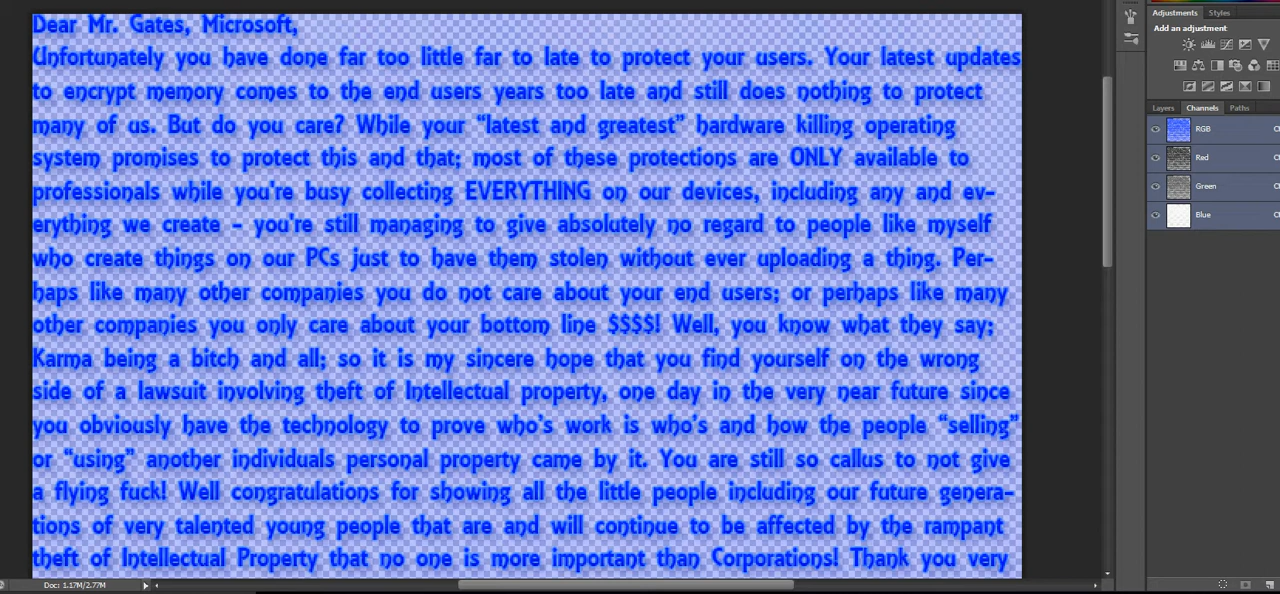 Dear Mr. Gates, Microsoft,
Unfortunately you have done far too little far to late to protect your users. Your latest updates
to encrypt memory comes to the end users years too late and still does nothing to protect
many of us. But do you care? While your “latest and greatest” hardware killing operating
system promises to protect this and that; most of these protections are ONLY available to
professionals while you're busy collecting EVERYTHING on our devices, including any and ev-
erything we create - you're still managing to give absolutely no regard to people like myself
who create things on our PCs just to have them stolen without ever uploading a thing. Per-
haps like many other companies you do not care about your end users; or perhaps like many
other companies you only care about your bottom line $$$$! Well, you know what they say;
Karma being a bitch and all; so it is my sincere hope that you find yourself on the wrong
side of a lawsuit involving theft of Intellectual property, one day in the very near future since
you obviously have the technology to prove who's work is who's and how the people “selling”
or “using” another individuals personal property came by it. You are still so callus to not give
a flying fuck! Well congratulations for showing all the little people including our future genera-
tions of very talented young people that are and will continue to be affected by the rampant
theft of Intellectual Property that no one is more important than Corporations! Thank you very
Adjustments Styles
Add an adjustment
Layers Channels Paths
RGB
Red
Green
Blue
Doc: 1.17M/2.77M